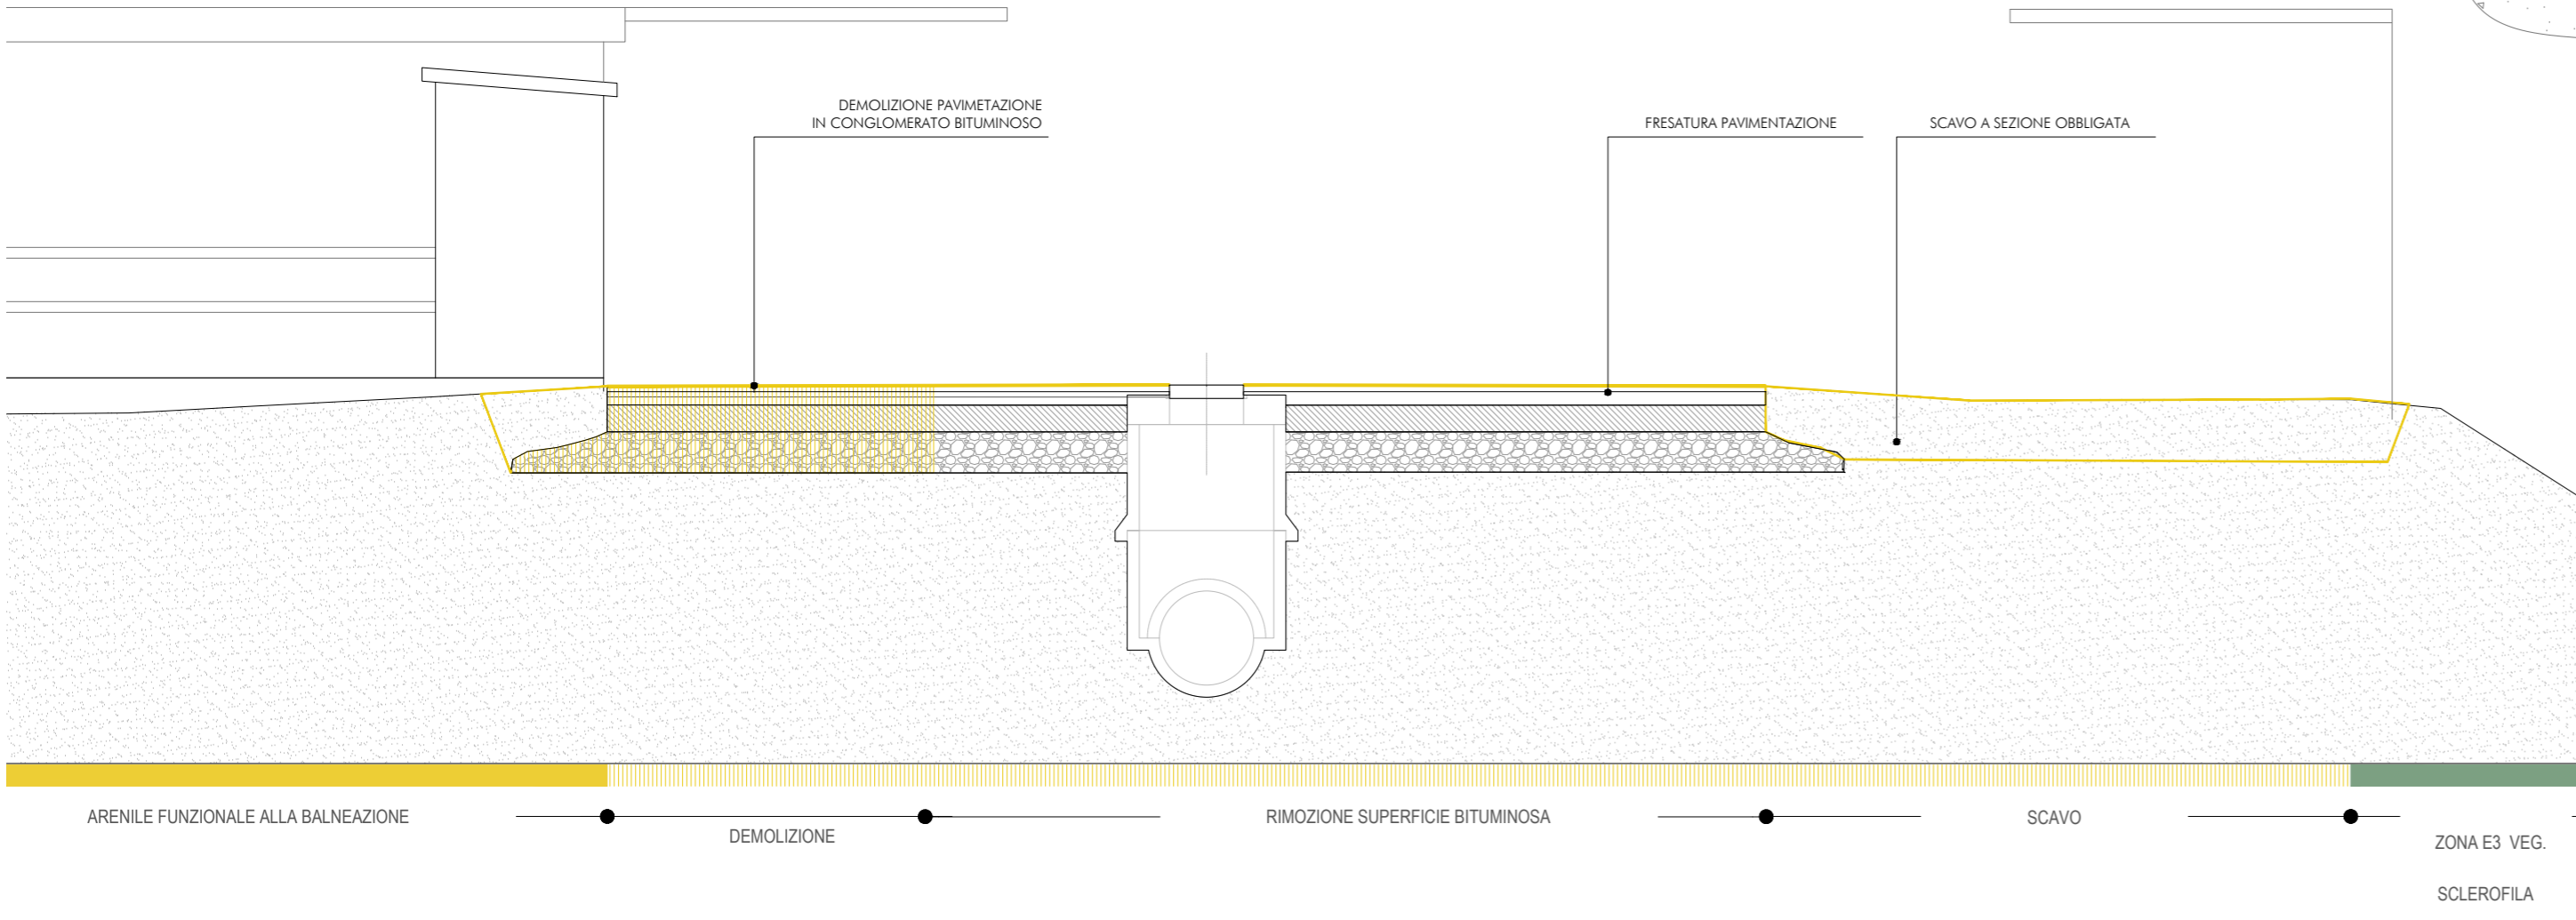 DEMOLIZIONE PAVIMETAZIONE
IN CONGLOMERATO BITUMINOSO
FRESATURA PAVIMENTAZIONE
SCAVO A SEZIONE OBBLIGATA
ARENILE FUNZIONALE ALLA BALNEAZIONE
DEMOLIZIONE
RIMOZIONE SUPERFICIE BITUMINOSA
SCAVO
ZONA E3 VEG.
SCLEROFILA